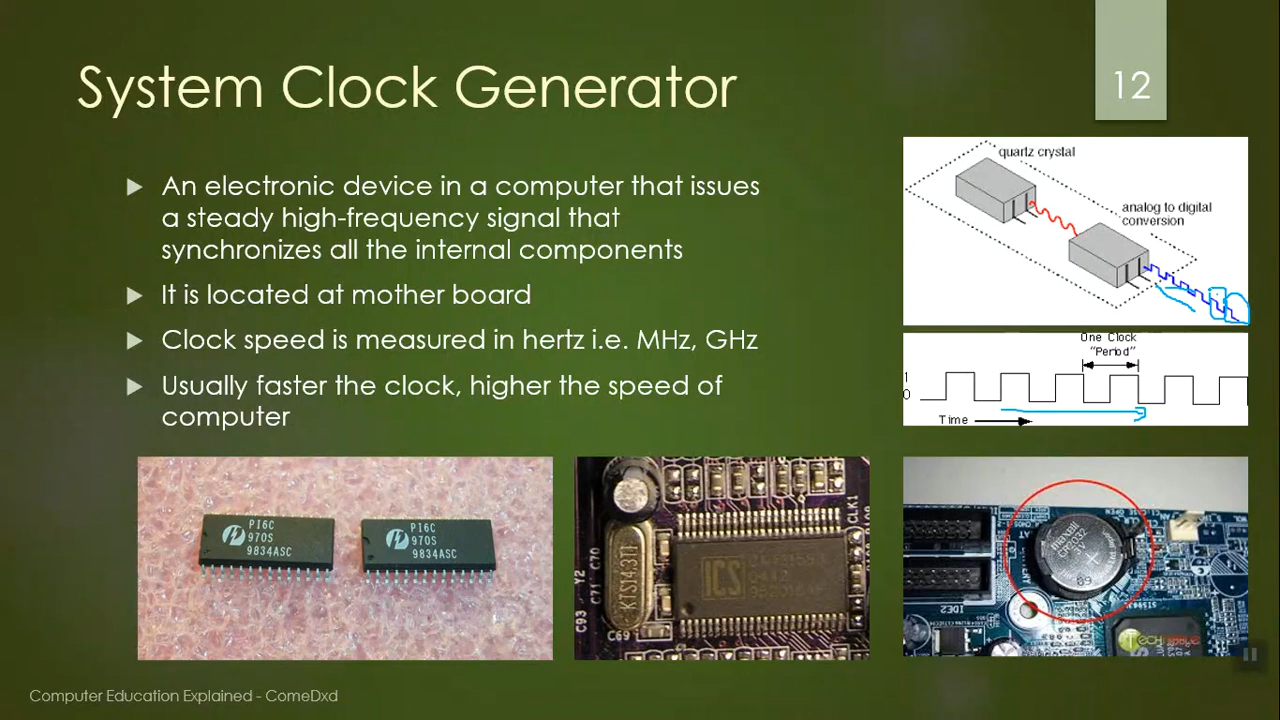 System Clock Generator
12
An electronic device in a computer that issues
a steady high-frequency signal that
synchronizes all the internal components
It is located at mother board
Clock speed is measured in hertz i.e. MHz, GHz
Usually faster the clock, higher the speed of
computer
quartz crystal
analog to digital
conversion
One Clock
"Period"
1
0
Time
PI6C
970S
9834ASC
PI6C
970S
9834ASC
C93 Y2
C71 C70
KTS143JI
C69
ICS
CLK1
maxell
IDE2
Computer Education Explained - ComeDxd